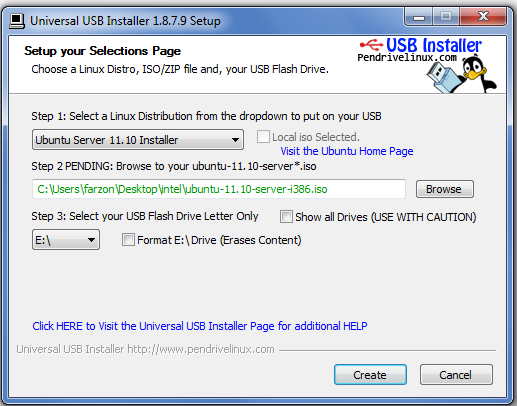 Universal USB Installer 1.8.7.9 Setup
Setup your Selections Page
Choose a Linux Distro, ISO/ZIP file and, your USB Flash Drive.
USB Installer
Pendrivelinux.com
Step 1: Select a Linux Distribution from the dropdown to put on your USB
Ubuntu Server 11.10 Installer
Local iso Selected.
Visit the Ubuntu Home Page
Step 2 PENDING: Browse to your ubuntu-11.10-server*.iso
C:\Users\farzon\Desktop\intel\ubuntu-11.10-server-i386.iso
Browse
Step 3: Select your USB Flash Drive Letter Only
Show all Drives (USE WITH CAUTION)
E:\
Format E:\Drive (Erases Content)
Click HERE to Visit the Universal USB Installer Page for additional HELP
Universal USB Installer http://www.pendrivelinux.com
Create
Cancel